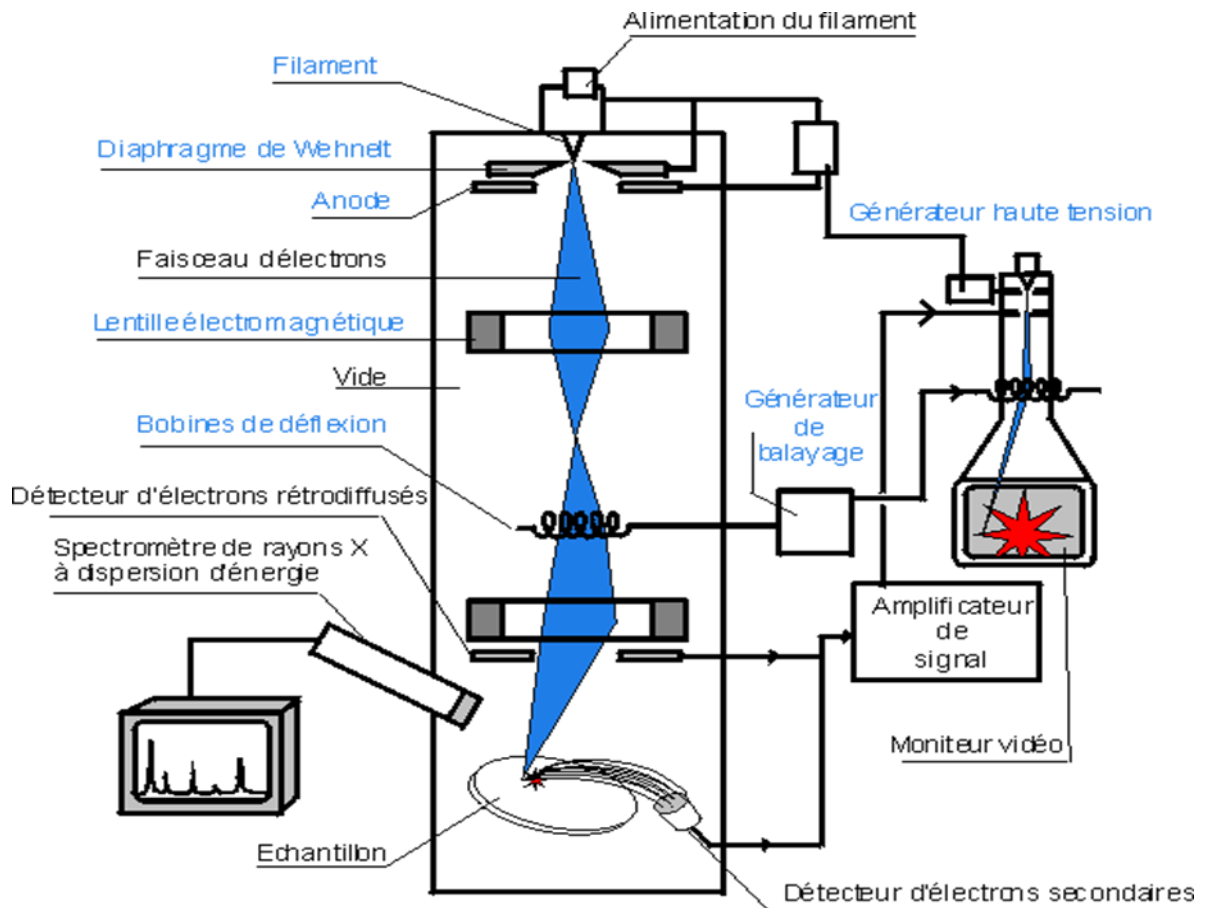 Alimentation du filament
Filament
Diaphragme de Wehnelt
Anode
Générateur haute tension
Faisceau délectrons
Lentille électromagnétique
Vide
Bobines de déflexion
Générateur
de
balayage
Détecteur d'électrons rétrodiffusés
Spectromètre de rayons X
à dispersion d'énergie
Amplificateur
de
signal
Moniteur vidéo
Echantillon
Détecteur d'électrons secondaires